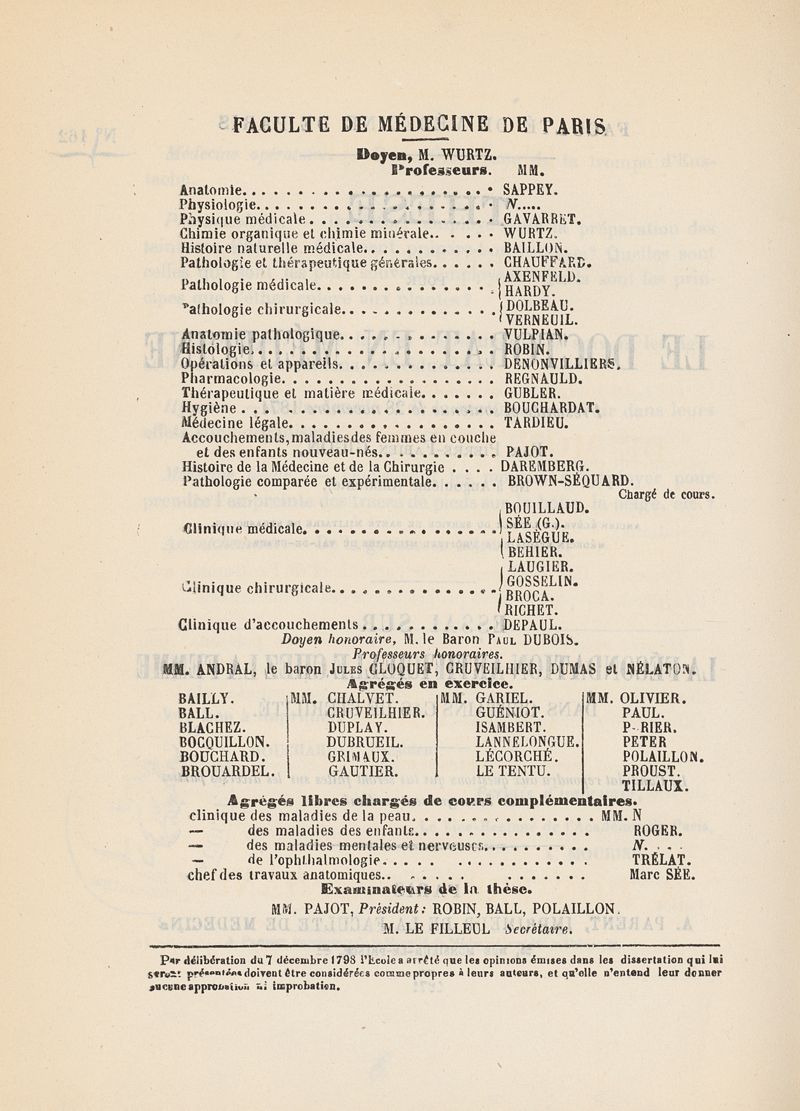 FACULTE DE MÉDECINE DE PARIS
Doyen, M. WURTZ.
Professeurs. MM.
Anatomie. . . . . . . . . . . . . . . . . . . . . . SAPPEY.
Physiologie. . . . . . . . . . . . . . . . . . . . . N.....
Physique médicale . . . . . . . . . . . . . . . . GAVARRET.
Chimie organique et chimie minérale. . . . . . WURTZ.
Histoire naturelle médicale. . . . . . . . . . . . BAILLON.
Pathologie et thérapeutique générales. . . . . . CHAUFFARD.
Pathologie médicale. . . . . . . . . . . . . . . { AXENFELD.
HARDY.
Pathologie chirurgicale. . . . . . . . . . . . . . { DOLBEAU.
VERNEUIL.
Anatomie pathologique. . . . . . . . . . . . . . VULPIAN.
Histologie. . . . . . . . . . . . . . . . . . . . . ROBIN.
Opérations et appareils. . . . . . . . . . . . . . DENONVILLIERS.
Pharmacologie. . . . . . . . . . . . . . . . . . . REGNAULD.
Thérapeutique et matière médicale. . . . . . . GUBLER.
Hygiène . . . . . . . . . . . . . . . . . . . . . . BOUCHARDAT.
Médecine légale. . . . . . . . . . . . . . . . . . TARDIEU.
Accouchements, maladies des femmes en couche
et des enfants nouveau-nés. . . . . . . . . . . PAJOT.
Histoire de la Médecine et de la Chirurgie . . . . DAREMBERG.
Pathologie comparée et expérimentale. . . . . . BROWN-SÉQUARD.
Chargé de cours.
Clinique médicale. . . . . . . . . . . . . . . . . { BOUILLAUD.
SÉE (G.).
LASÈGUE.
BEHIER.
Clinique chirurgicale. . . . . . . . . . . . . . . { LAUGIER.
GOSSELIN.
BROCA.
RICHET.
Clinique d'accouchements . . . . . . . . . . . . DEPAUL.
Doyen honoraire, M. le Baron PAUL DUBOIS.
Professeurs honoraires.
MM. ANDRAL, le baron JULES CLOQUET, CRUVEILHIER, DUMAS et NÉLATON.
Agrégés en exercice.
BAILLY. MM. CHALVET. MM. GARIEL. MM. OLIVIER.
BALL. CRUVEILHIER. GUÉNIOT. PAUL.
BLACHEZ. DUPLAY. ISAMBERT. P--RIER.
BOCQUILLON. DUBRUEIL. LANNELONGUE. PETER
BOUCHARD. GRIMAUX. LÉCORCHÉ. POLAILLON.
BROUARDEL. GAUTIER. LE TENTU. PROUST.
TILLAUX.
Agrégés libres chargés de cours complémentaires.
clinique des maladies de la peau. . . . . . . . . . . . . . . . MM. N
— des maladies des enfants. . . . . . . . . . . . . . . . ROGER.
— des maladies mentales et nerveuses. . . . . . . . . . N. . . .
— de l'ophthalmologie. . . . . . . . . . . . . . . . . TRÉLAT.
chef des travaux anatomiques. . . . . . . . . . . . . . Marc SÉE.
Examinateurs de la thèse.
MM. PAJOT, Président: ROBIN, BALL, POLAILLON.
M. LE FILLEUL Secrétaire.
Par délibération du 7 décembre 1798 l'Ecole a arrêté que les opinions émises dans les dissertation qui lui
seront présentées doivent être considérées comme propres à leurs auteurs, et qu'elle n'entend leur donner
aucune approbation ni improbation.